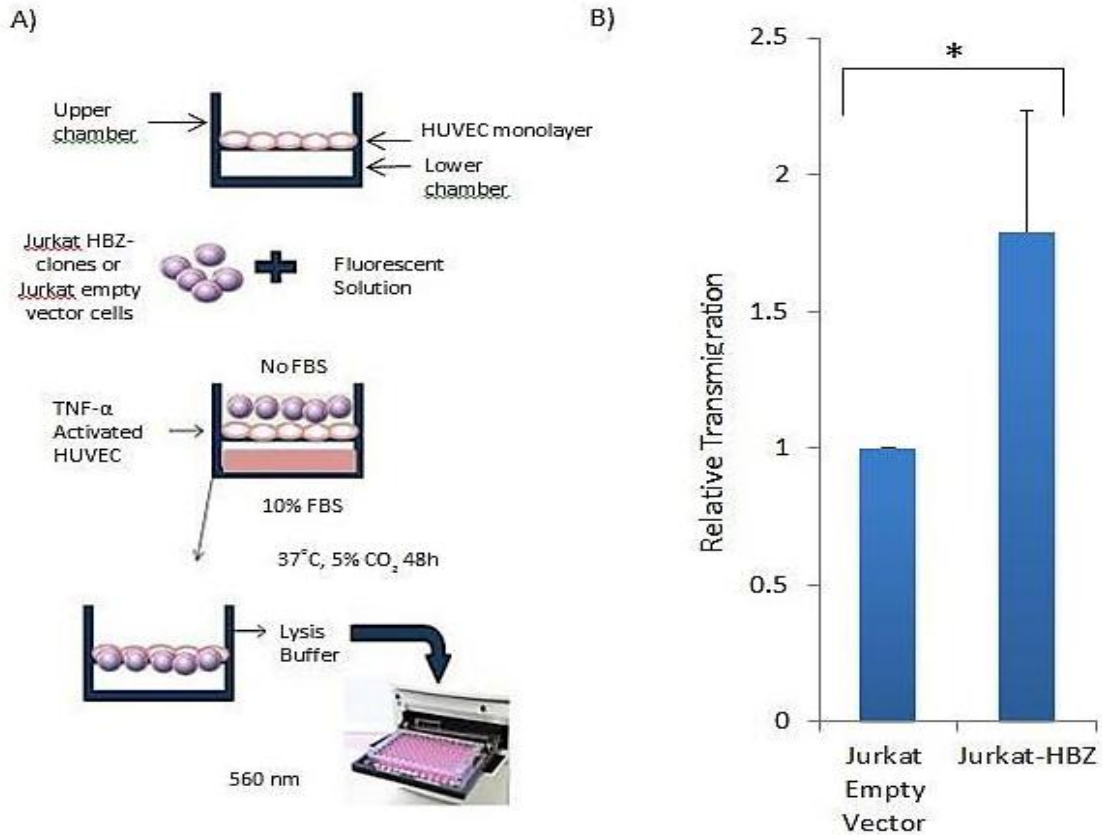 A)
Upper
chamber
HUVEC monolayer
Lower
chamber
Jurkat HBZ-
clones or
Jurkat empty
vector cells
Fluorescent
Solution
No FBS
TNF-α
Activated
HUVEC
10% FBS
37°C, 5% CO₂ 48h
Lysis
Buffer
560 nm
B)
2.5
2
1.5
1
0.5
0
*
Relative Transmigration
Jurkat
Empty
Vector
Jurkat-HBZ